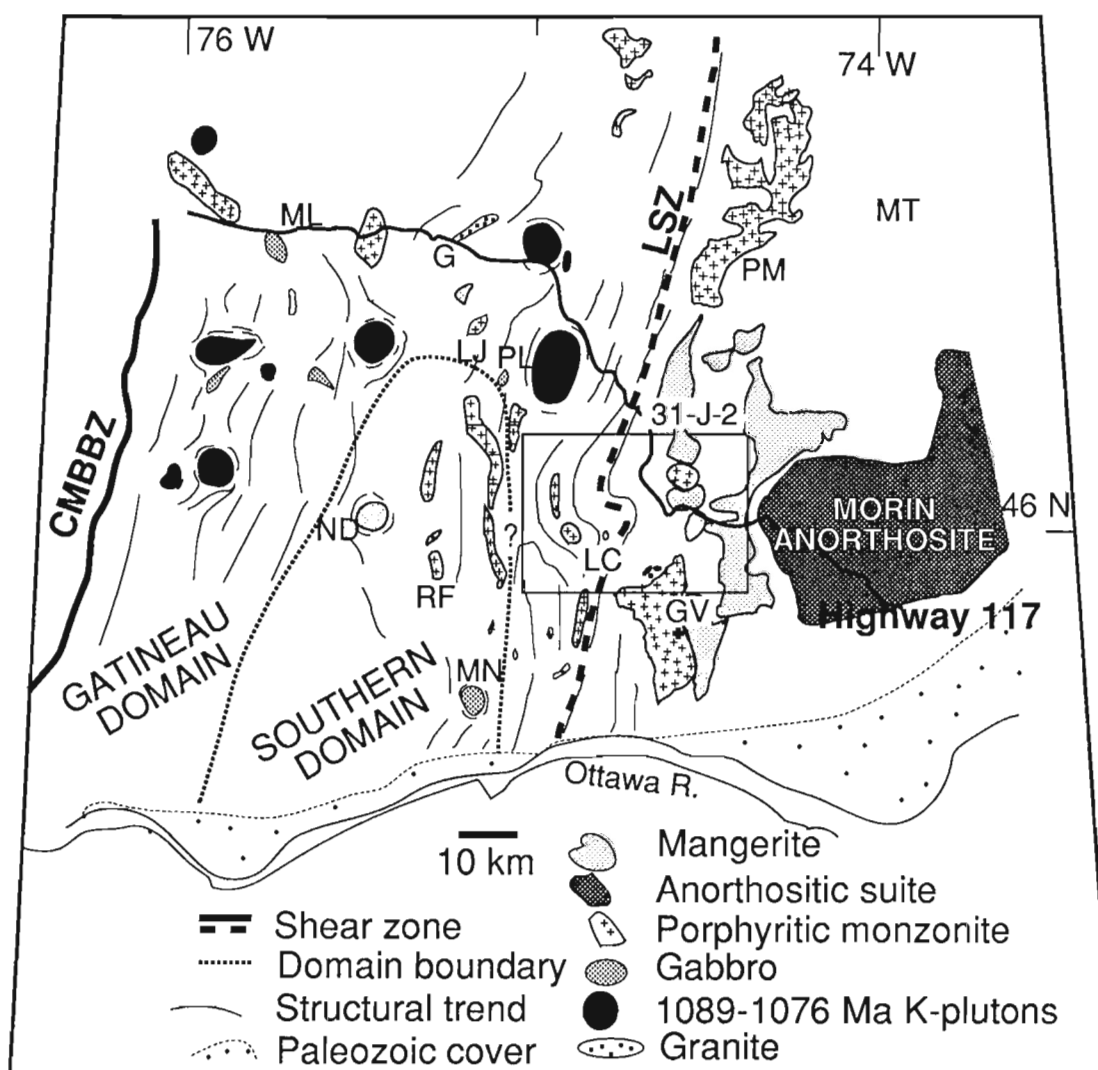 76 W
74 W
LSZ
MT
ML
G
PM
LJ
PL
31-J-2
CMBBZ
46 N
MORIN
ANORTHOSITE
ND
?
LC
RF
GV
Highway 117
GATINEAU
DOMAIN
SOUTHERN
DOMAIN
MN
Ottawa R.
10 km
Mangerite
Anorthositic suite
Shear zone
Porphyritic monzonite
Domain boundary
Gabbro
Structural trend
1089-1076 Ma K-plutons
Paleozoic cover
Granite